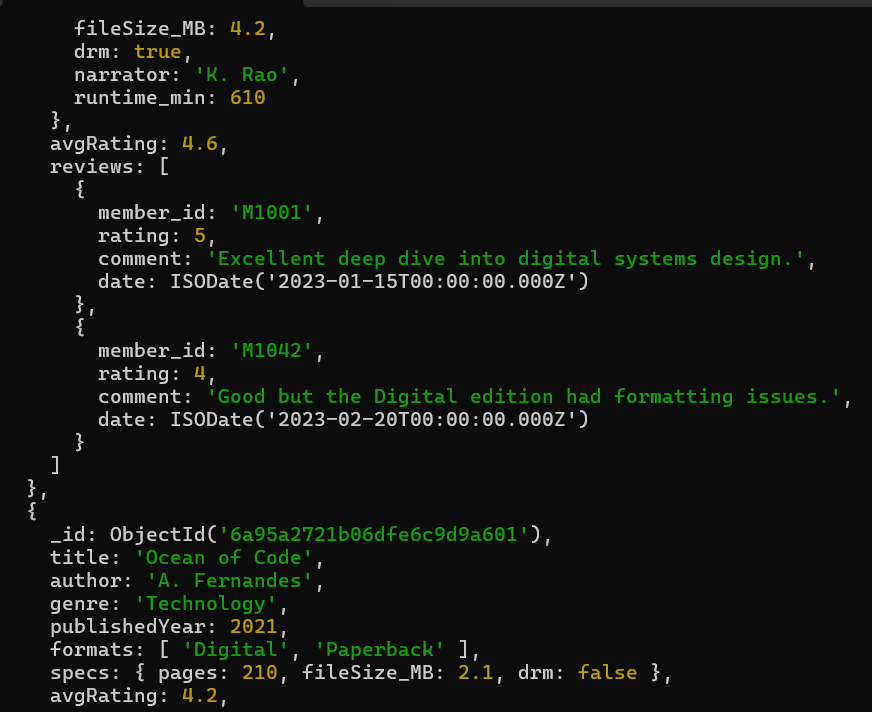 fileSize_MB: 4.2,
drm: true,
narrator: 'K. Rao',
runtime_min: 610
},
avgRating: 4.6,
reviews: [
{
member_id: 'M1001',
rating: 5,
comment: 'Excellent deep dive into digital systems design.',
date: ISODate('2023-01-15T00:00:00.000Z')
},
{
member_id: 'M1042',
rating: 4,
comment: 'Good but the Digital edition had formatting issues.',
date: ISODate('2023-02-20T00:00:00.000Z')
}
]
},
{
_id: ObjectId('6a95a2721b06dfe6c9d9a601'),
title: 'Ocean of Code',
author: 'A. Fernandes',
genre: 'Technology',
publishedYear: 2021,
formats: [ 'Digital', 'Paperback' ],
specs: { pages: 210, fileSize_MB: 2.1, drm: false },
avgRating: 4.2,